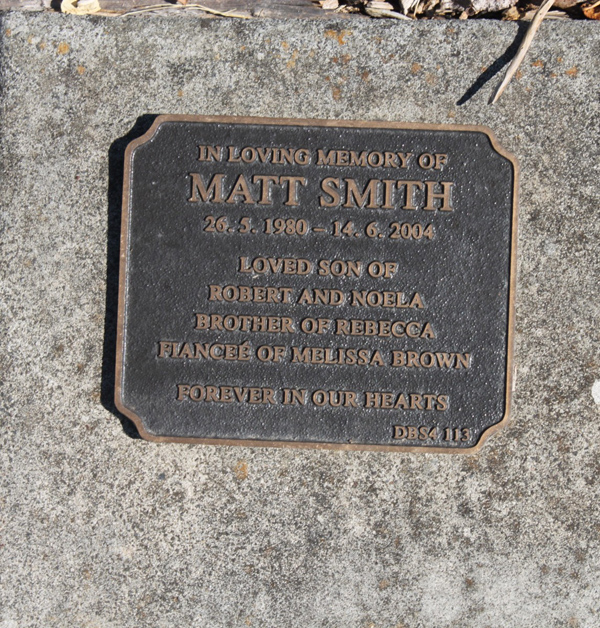 IN LOVING MEMORY OF
MATT SMITH
26. 5. 1980 – 14. 6. 2004
LOVED SON OF
ROBERT AND NOELA
BROTHER OF REBECCA
FIANCEÉ OF MELISSA BROWN
FOREVER IN OUR HEARTS
DBS4 113